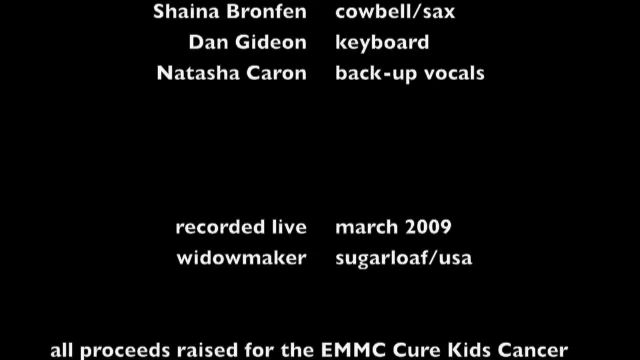 Shaina Bronfen cowbell/sax
Dan Gideon keyboard
Natasha Caron back-up vocals
recorded live march 2009
widowmaker sugarloaf/usa
all proceeds raised for the EMMC Cure Kids Cancer